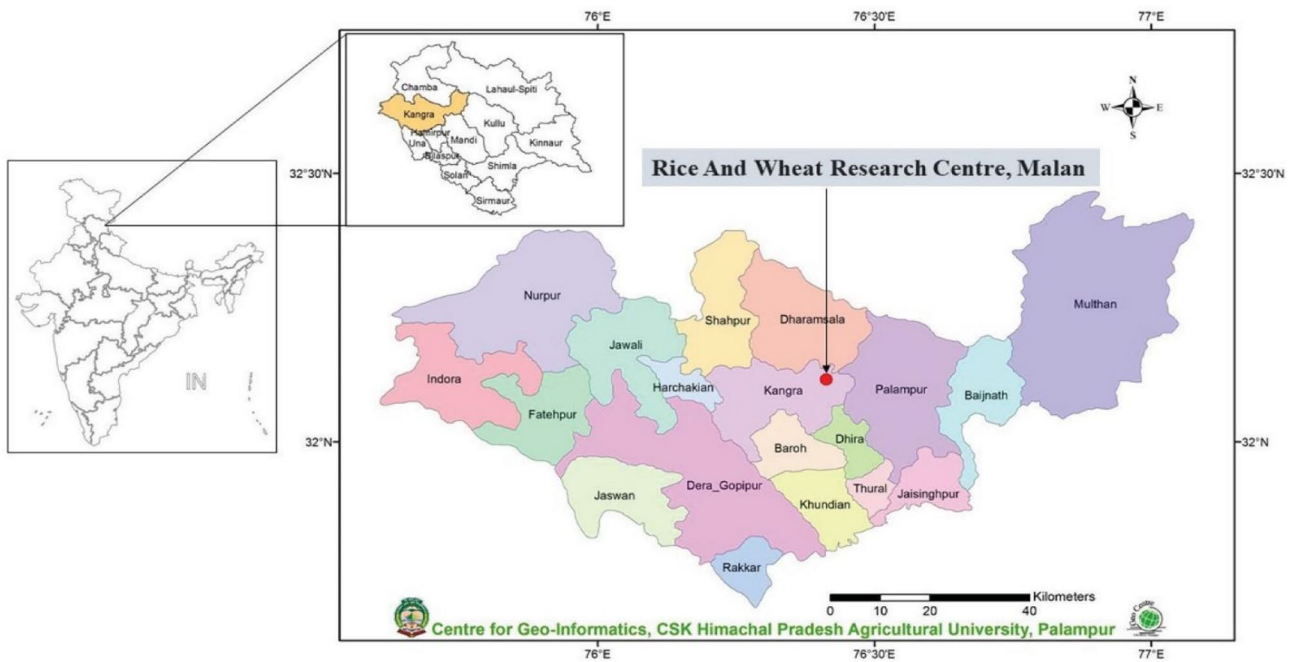 76°E
76°30'E
77°E
Chamba
Lahaul-Spiti
Kangra
Kullu
Hamirpur
Una
Mandi
Kinnaur
Bilaspur
Shimla
Solan
Sirmaur
N
W E
S
32°30'N
Rice And Wheat Research Centre, Malan
32°30'N
IN
Nurpur
Multhan
Shahpur
Dharamsala
Jawali
Indora
Harchakian
Kangra
Palampur
Baijnath
Fatehpur
32°N
Baroh
Dhira
32°N
Jaswan
Dera_Gopipur
Khundian
Thural
Jaisinghpur
Rakkar
Kilometers
0 10 20 40
Centre for Geo-Informatics, CSK Himachal Pradesh Agricultural University, Palampur
76°E
76°30'E
77°E